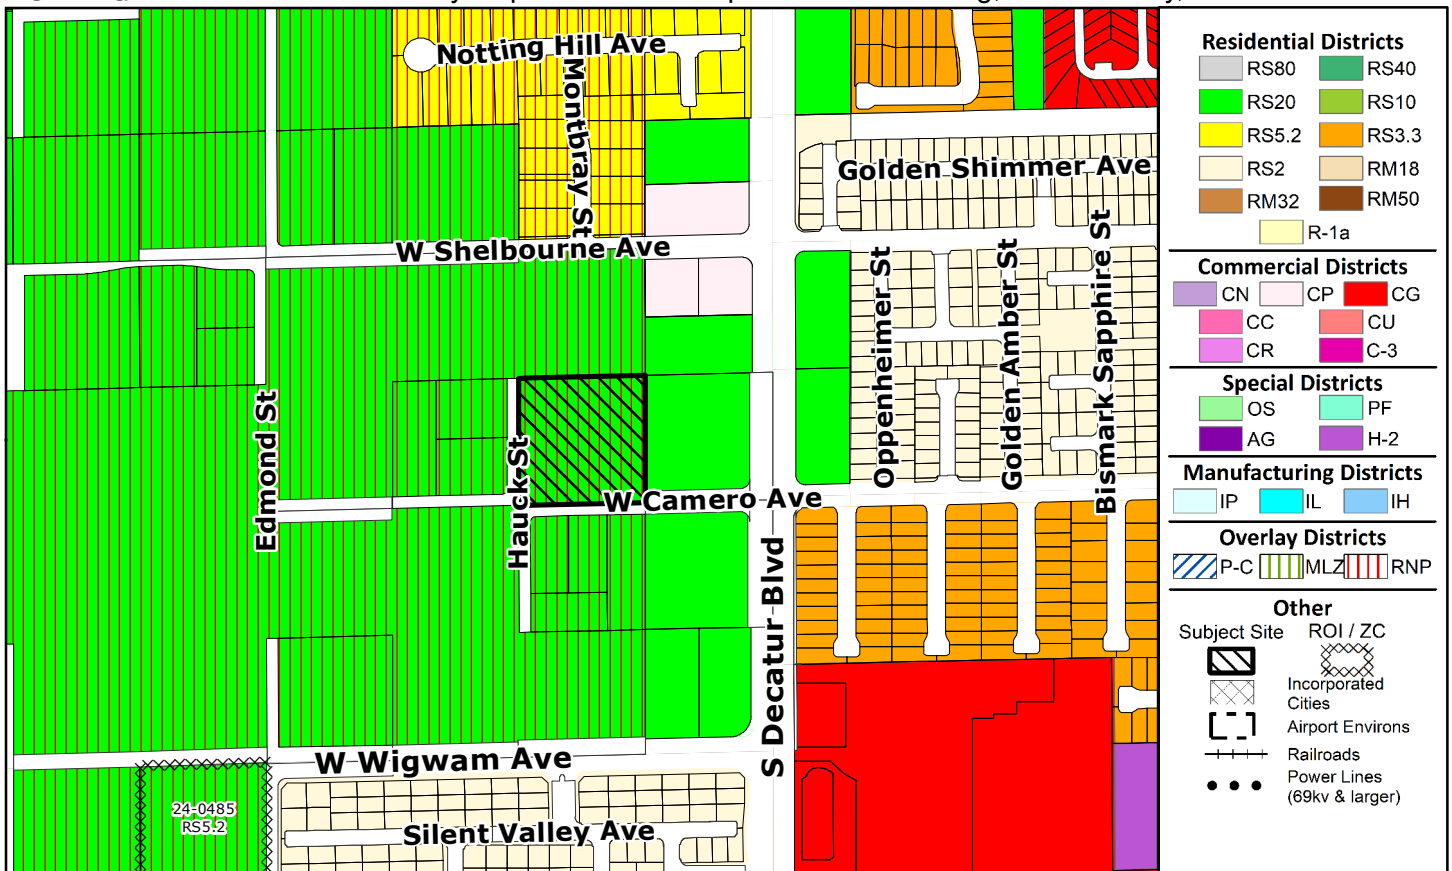 Notting Hill Ave
Montbray St
Golden Shimmer Ave
W Shelbourne Ave
Oppenheimer St
Golden Amber St
Bismark Sapphire St
Edmond St
Hauck St
W Camero Ave
S Decatur Blvd
W Wigwam Ave
24-0485
RS5.2
Silent Valley Ave
Residential Districts
RS80 RS40
RS20 RS10
RS5.2 RS3.3
RS2 RM18
RM32 RM50
R-1a
Commercial Districts
CN CP CG
CC CU
CR C-3
Special Districts
OS PF
AG H-2
Manufacturing Districts
IP IL IH
Overlay Districts
P-C MLZ RNP
Other
Subject Site ROI / ZC
Incorporated
Cities
Airport Environs
Railroads
Power Lines
(69kv & larger)